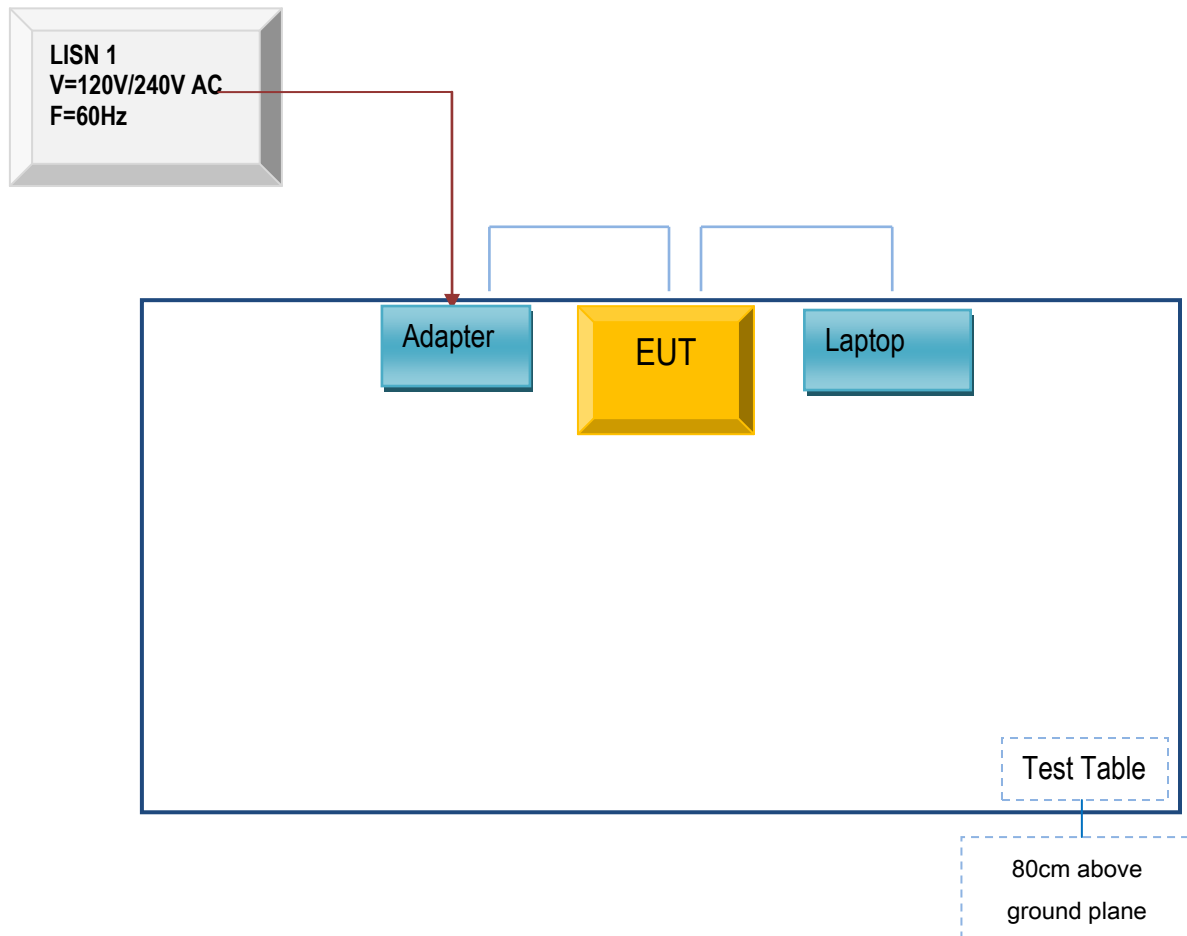 LISN 1
V=120V/240V AC
F=60Hz
Adapter
EUT
Laptop
Test Table
80cm above
ground plane